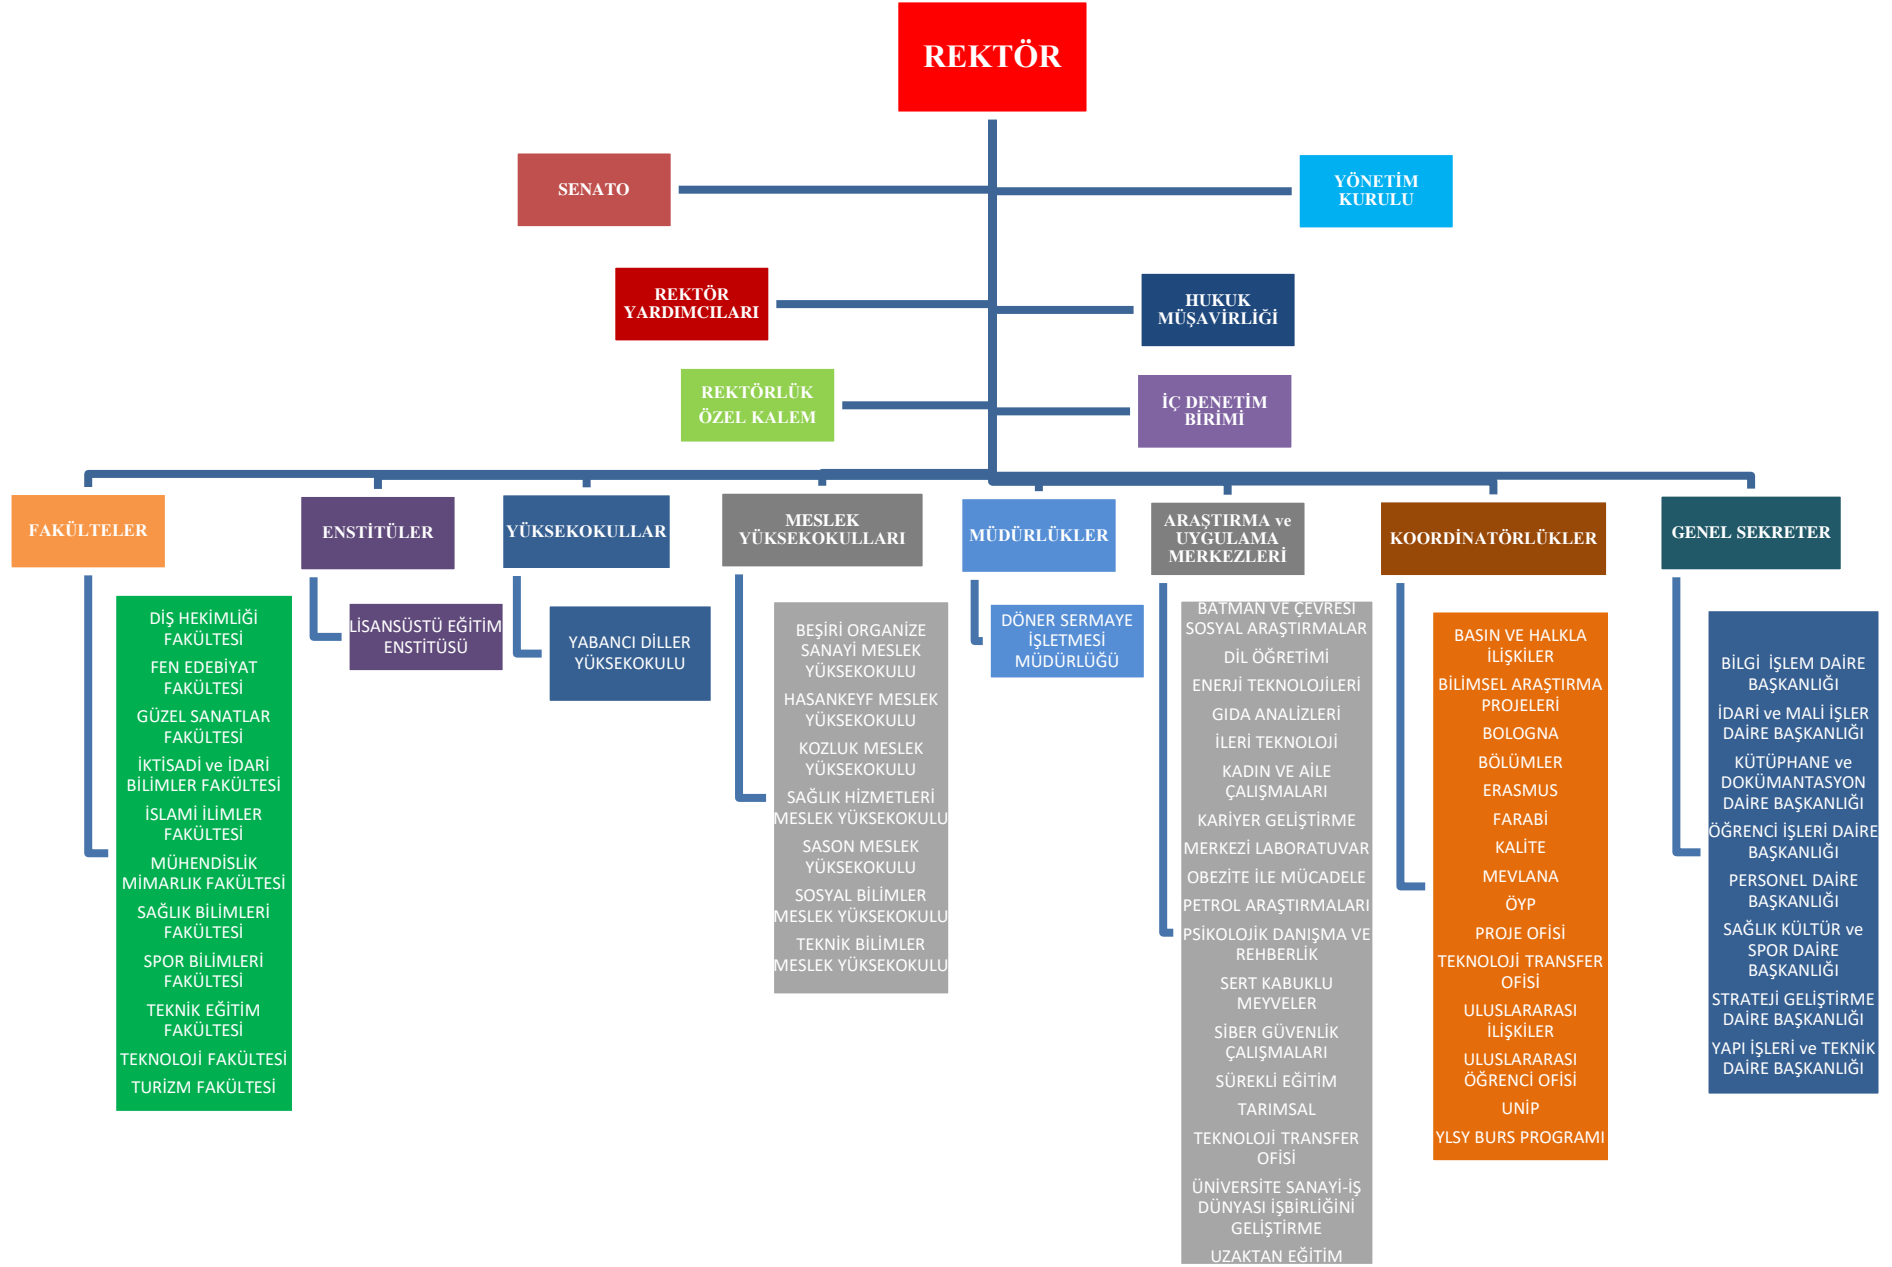 REKTÖR
SENATO
YÖNETİM
KURULU
REKTÖR
YARDIMCILARI
HUKUK
MÜŞAVİRLİĞİ
REKTÖRLÜK
ÖZEL KALEM
İÇ DENETİM
BİRİMİ
FAKÜLTELER
DİŞ HEKİMLİĞİ
FAKÜLTESİ
FEN EDEBİYAT
FAKÜLTESİ
GÜZEL SANATLAR
FAKÜLTESİ
İKTİSADİ ve İDARİ
BİLİMLER FAKÜLTESİ
İSLAMİ İLİMLER
FAKÜLTESİ
MÜHENDİSLİK
MİMARLIK FAKÜLTESİ
SAĞLIK BİLİMLERİ
FAKÜLTESİ
SPOR BİLİMLERİ
FAKÜLTESİ
TEKNİK EĞİTİM
FAKÜLTESİ
TEKNOLOJİ FAKÜLTESİ
TURİZM FAKÜLTESİ
ENSTİTÜLER
LİSANSÜSTÜ EĞİTİM
ENSTİTÜSÜ
YÜKSEKOKULLAR
YABANCI DİLLER
YÜKSEKOKULU
MESLEK
YÜKSEKOKULLARI
BEŞİRİ ORGANİZE
SANAYİ MESLEK
YÜKSEKOKULU
HASANKEYF MESLEK
YÜKSEKOKULU
KOZLUK MESLEK
YÜKSEKOKULU
SAĞLIK HİZMETLERİ
MESLEK YÜKSEKOKULU
SASON MESLEK
YÜKSEKOKULU
SOSYAL BİLİMLER
MESLEK YÜKSEKOKULU
TEKNİK BİLİMLER
MESLEK YÜKSEKOKULU
MÜDÜRLÜKLER
DÖNER SERMAYE
İŞLETMESİ
MÜDÜRLÜĞÜ
ARAŞTIRMA ve
UYGULAMA
MERKEZLERİ
BATMAN VE ÇEVRESİ
SOSYAL ARAŞTIRMALAR
DİL ÖĞRETİMİ
ENERJİ TEKNOLOJİLERİ
GIDA ANALİZLERİ
İLERİ TEKNOLOJİ
KADIN VE AİLE
ÇALIŞMALARI
KARİYER GELİŞTİRME
MERKEZİ LABORATUVAR
OBEZİTE İLE MÜCADELE
PETROL ARAŞTIRMALARI
PSİKOLOJİK DANIŞMA VE
REHBERLİK
SERT KABUKLU
MEYVELER
SİBER GÜVENLİK
ÇALIŞMALARI
SÜREKLİ EĞİTİM
TARIMSAL
TEKNOLOJİ TRANSFER
OFİSİ
ÜNİVERSİTE SANAYİ-İŞ
DÜNYASI İŞBİRLİĞİNİ
GELİŞTİRME
UZAKTAN EĞİTİM
KOORDİNATÖRLÜKLER
BASIN VE HALKLA
İLİŞKİLER
BİLİMSEL ARAŞTIRMA
PROJELERİ
BOLOGNA
BÖLÜMLER
ERASMUS
FARABİ
KALİTE
MEVLANA
ÖYP
PROJE OFİSİ
TEKNOLOJİ TRANSFER
OFİSİ
ULUSLARARASI
İLİŞKİLER
ULUSLARARASI
ÖĞRENCİ OFİSİ
UNİP
YLSY BURS PROGRAMI
GENEL SEKRETER
BİLGİ  İŞLEM DAİRE
BAŞKANLIĞI
İDARİ ve MALİ İŞLER
DAİRE BAŞKANLIĞI
KÜTÜPHANE ve
DOKÜMANTASYON
DAİRE BAŞKANLIĞI
ÖĞRENCİ İŞLERİ DAİRE
BAŞKANLIĞI
PERSONEL DAİRE
BAŞKANLIĞI
SAĞLIK KÜLTÜR ve
SPOR DAİRE
BAŞKANLIĞI
STRATEJİ GELİŞTİRME
DAİRE BAŞKANLIĞI
YAPI İŞLERİ ve TEKNİK
DAİRE BAŞKANLIĞI